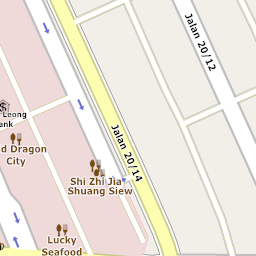 Jalan 20/12
Leong
ank
d Dragon
City
Jalan 20/14
Shi Zhi Jia
Shuang Siew
Lucky
Seafood